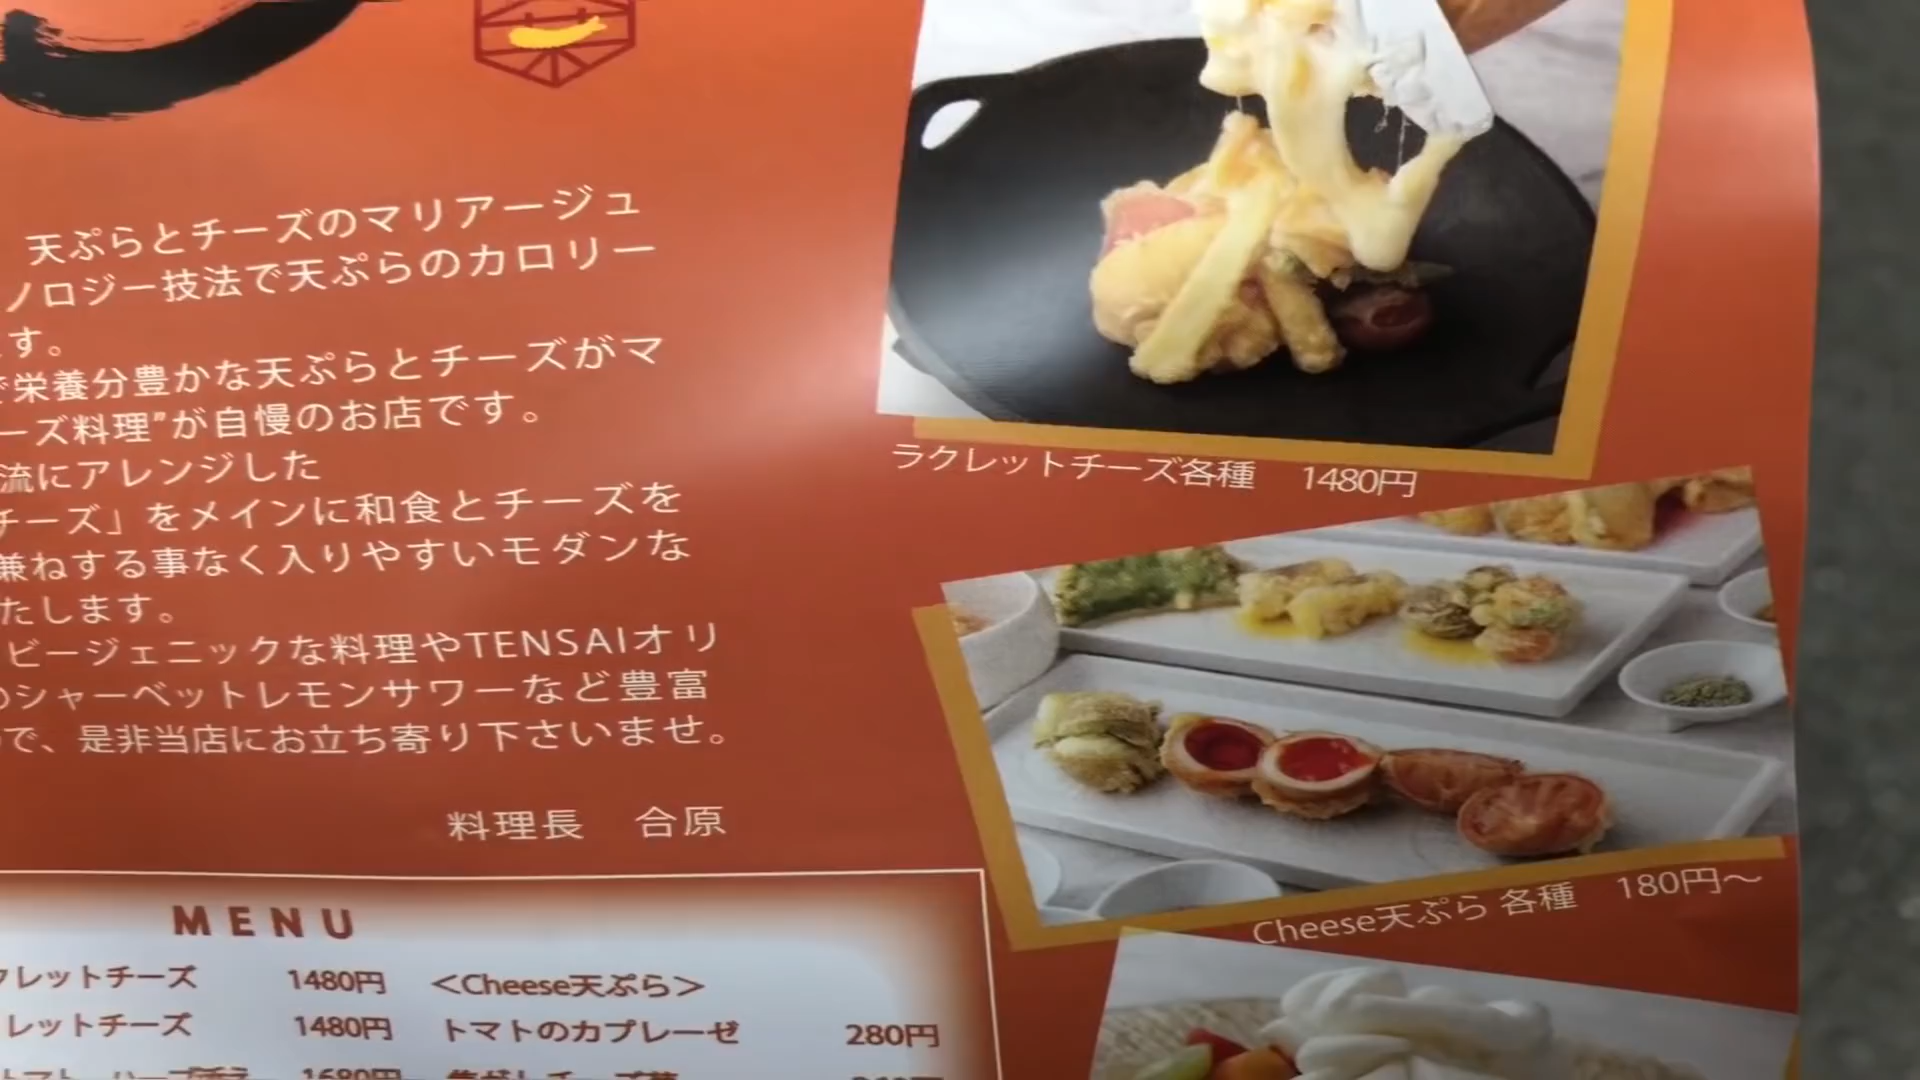 天ぷらとチーズのマリアージュ
ノロジー技法で天ぷらのカロリー
す。
栄養分豊かな天ぷらとチーズがマ
ーズ料理”が自慢のお店です。
流にアレンジした
チーズ」をメインに和食とチーズを
兼ねする事なく入りやすいモダンな
たします。
ビージェニックな料理やTENSAIオリ
のシャーベットレモンサワーなど豊富
で、是非当店にお立ち寄り下さいませ。
料理長　合原
ラクレットチーズ各種　1480円
Cheese天ぷら 各種　180円～
MENU
クレットチーズ　1480円
レットチーズ　1480円
1680円
＜Cheese天ぷら＞
トマトのカプレーゼ　280円